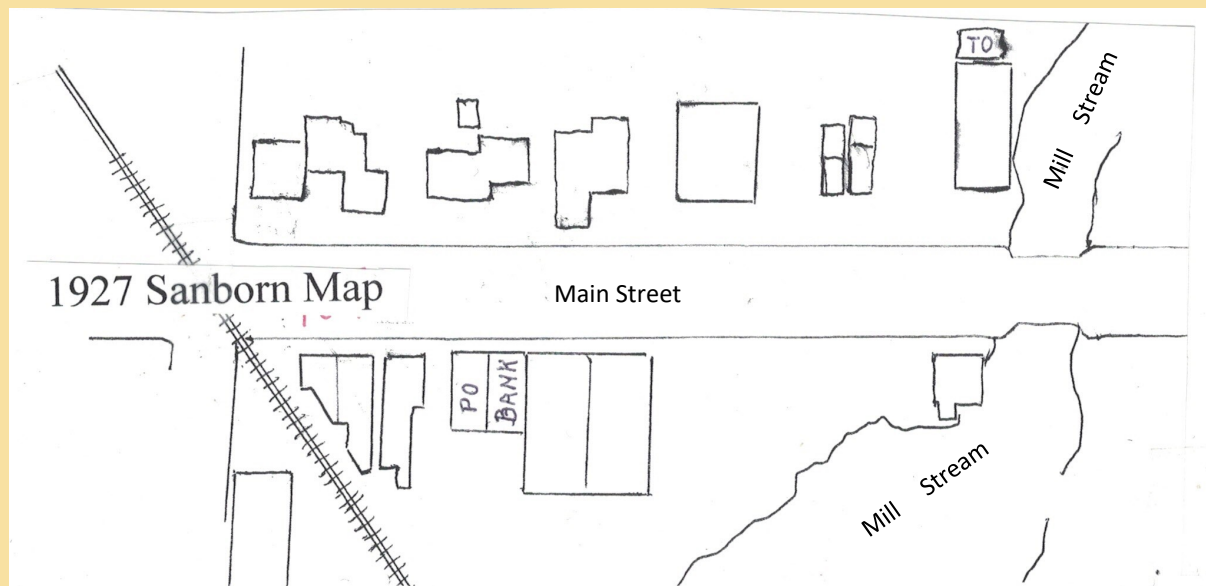 TO
Mill Stream
1927 Sanborn Map
Main Street
PO
BANK
Mill Stream